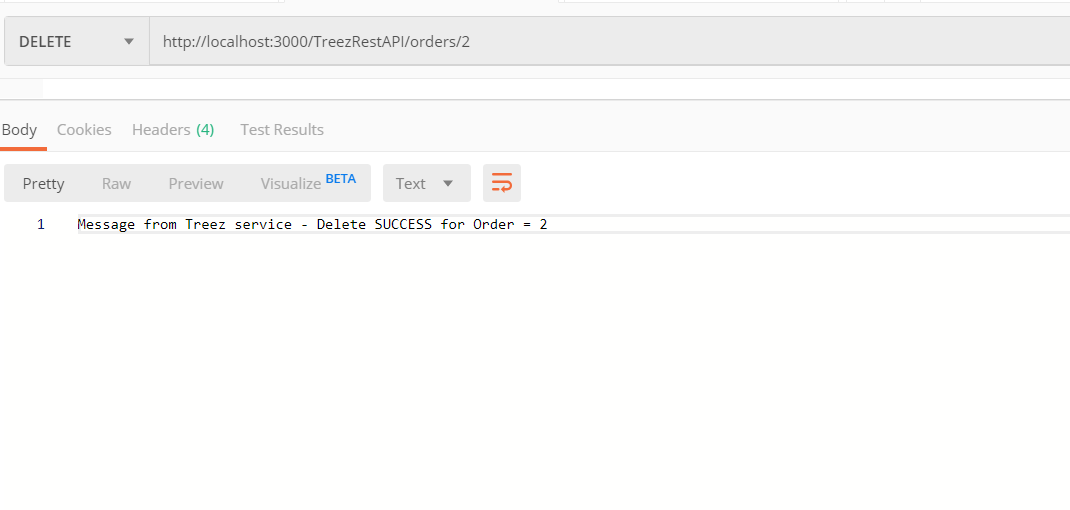 DELETE http://localhost:3000/TreezRestAPI/orders/2
Body Cookies Headers (4) Test Results
Pretty Raw Preview Visualize BETA Text
1 Message from Treez service - Delete SUCCESS for Order = 2